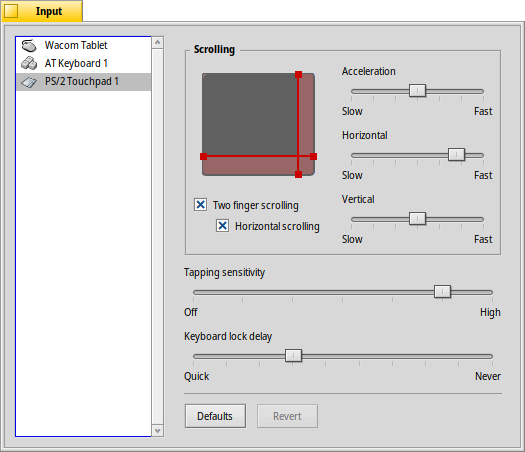 Input
Wacom Tablet
AT Keyboard 1
PS/2 Touchpad 1
Scrolling
Two finger scrolling
Horizontal scrolling
Acceleration
Slow Fast
Horizontal
Slow Fast
Vertical
Slow Fast
Tapping sensitivity
Off High
Keyboard lock delay
Quick Never
Defaults Revert